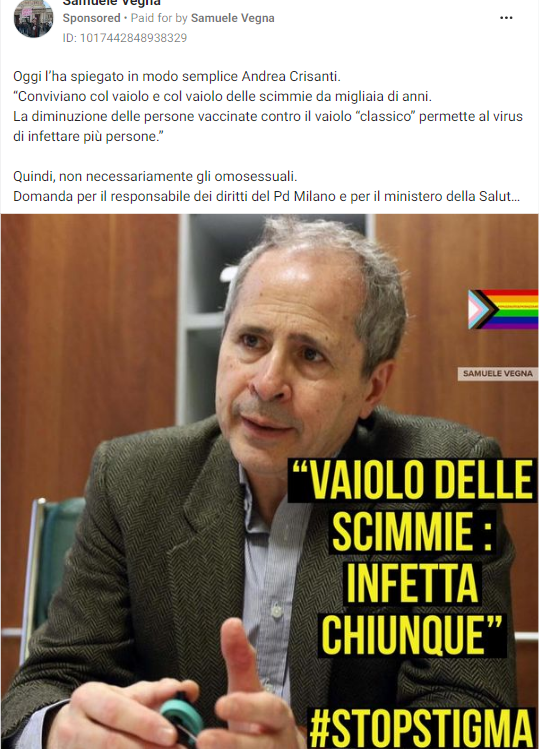 Samuele Vegna
Sponsored • Paid for by Samuele Vegna
ID: 1017442848938329
Oggi l'ha spiegato in modo semplice Andrea Crisanti.
“Conviviano col vaiolo e col vaiolo delle scimmie da migliaia di anni.
La diminuzione delle persone vaccinate contro il vaiolo “classico” permette al virus
di infettare più persone.”
Quindi, non necessariamente gli omosessuali.
Domanda per il responsabile dei diritti del Pd Milano e per il ministero della Salut...
SAMUELE VEGNA
“VAIOLO DELLE
SCIMMIE :
INFETTA
CHIUNQUE”
#STOPSTIGMA